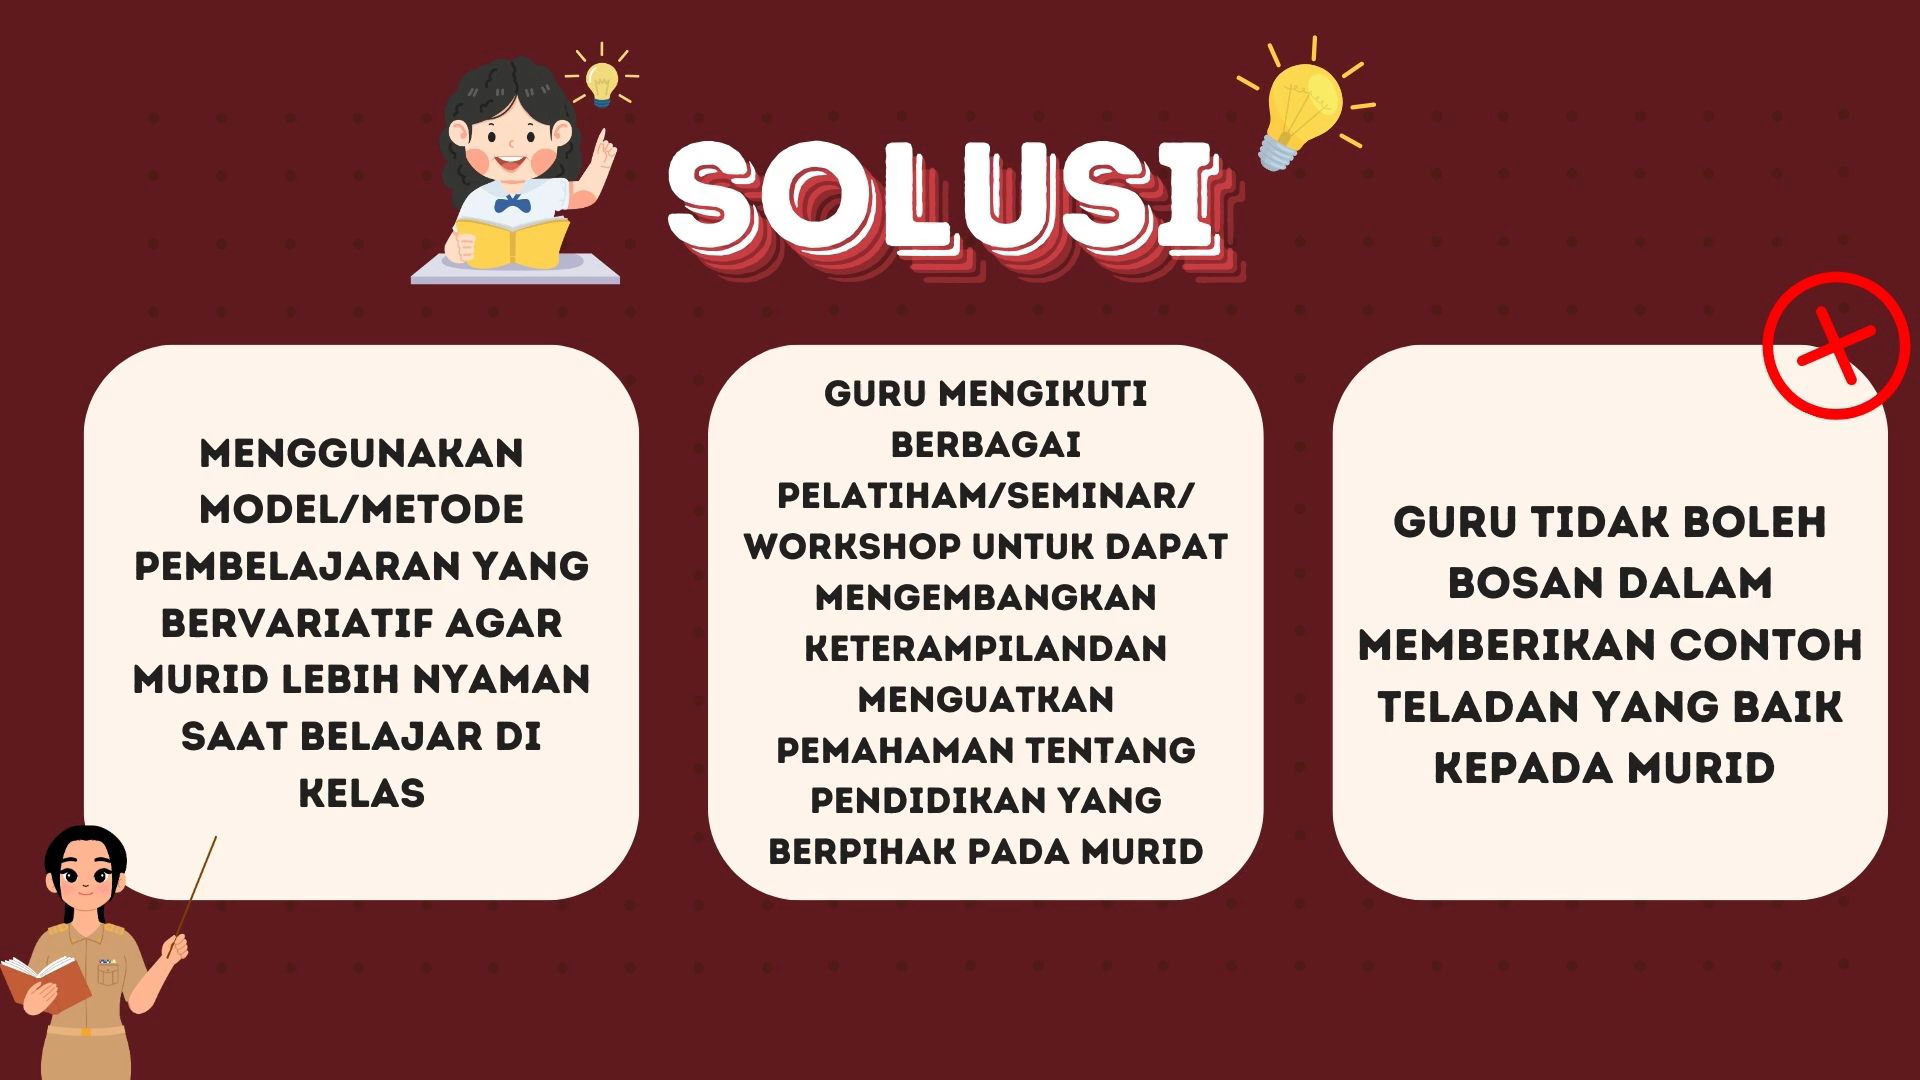 SOLUSI
MENGGUNAKAN
MODEL/METODE
PEMBELAJARAN YANG
BERVARIATIF AGAR
MURID LEBIH NYAMAN
SAAT BELAJAR DI
KELAS
GURU MENGIKUTI
BERBAGAI
PELATIHAM/SEMINAR/
WORKSHOP UNTUK DAPAT
MENGEMBANGKAN
KETERAMPILANDAN
MENGUATKAN
PEMAHAMAN TENTANG
PENDIDIKAN YANG
BERPIHAK PADA MURID
GURU TIDAK BOLEH
BOSAN DALAM
MEMBERIKAN CONTOH
TELADAN YANG BAIK
KEPADA MURID